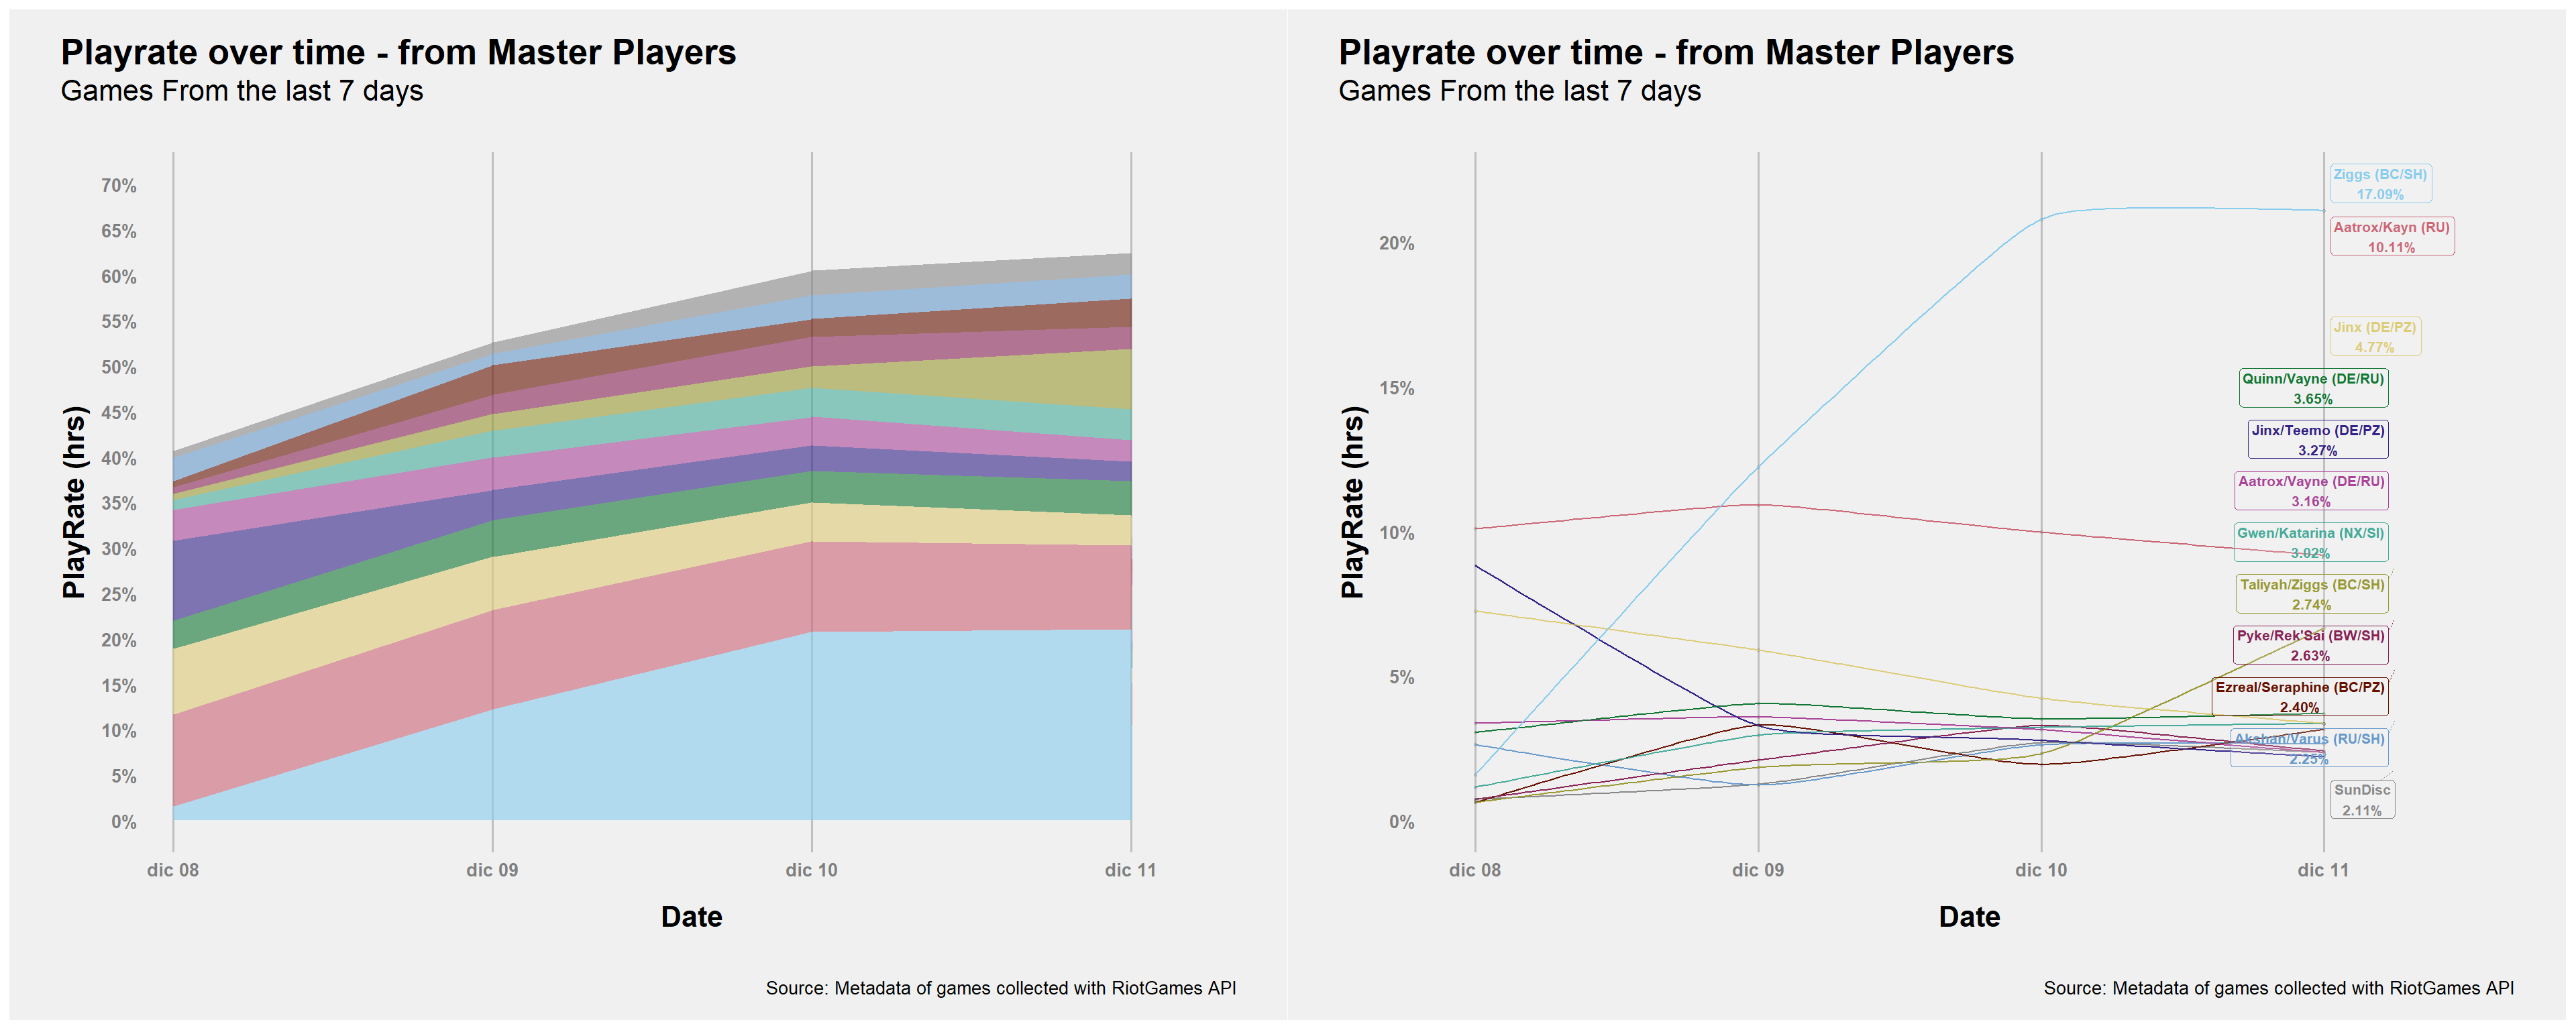 Playrate over time - from Master Players
Games From the last 7 days
70%
65%
60%
55%
50%
45%
40%
35%
30%
25%
20%
15%
10%
5%
0%
PlayRate (hrs)
dic 08
dic 09
dic 10
dic 11
Date
Source: Metadata of games collected with RiotGames API
Playrate over time - from Master Players
Games From the last 7 days
20%
15%
10%
5%
0%
PlayRate (hrs)
Ziggs (BC/SH)
17.09%
Aatrox/Kayn (RU)
10.11%
Jinx (DE/PZ)
4.77%
Quinn/Vayne (DE/RU)
3.65%
Jinx/Teemo (DE/PZ)
3.27%
Aatrox/Vayne (DE/RU)
3.16%
Gwen/Katarina (NX/SI)
3.02%
Taliyah/Ziggs (BC/SH)
2.74%
Pyke/Rek'Sai (BW/SH)
2.63%
Ezreal/Seraphine (BC/PZ)
2.40%
Akshan/Varus (RU/SH)
2.25%
SunDisc
2.11%
dic 08
dic 09
dic 10
dic 11
Date
Source: Metadata of games collected with RiotGames API